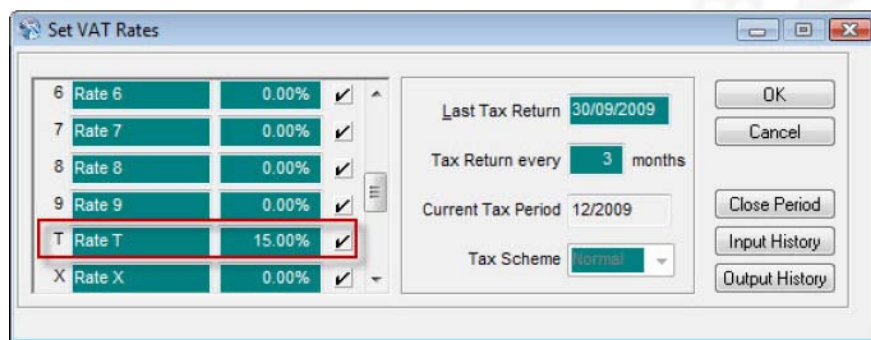 Set VAT Rates
6 Rate 6 0.00%
7 Rate 7 0.00%
8 Rate 8 0.00%
9 Rate 9 0.00%
T Rate T 15.00%
X Rate X 0.00%
Last Tax Return 30/09/2009
Tax Return every 3 months
Current Tax Period 12/2009
Tax Scheme Normal
OK
Cancel
Close Period
Input History
Output History